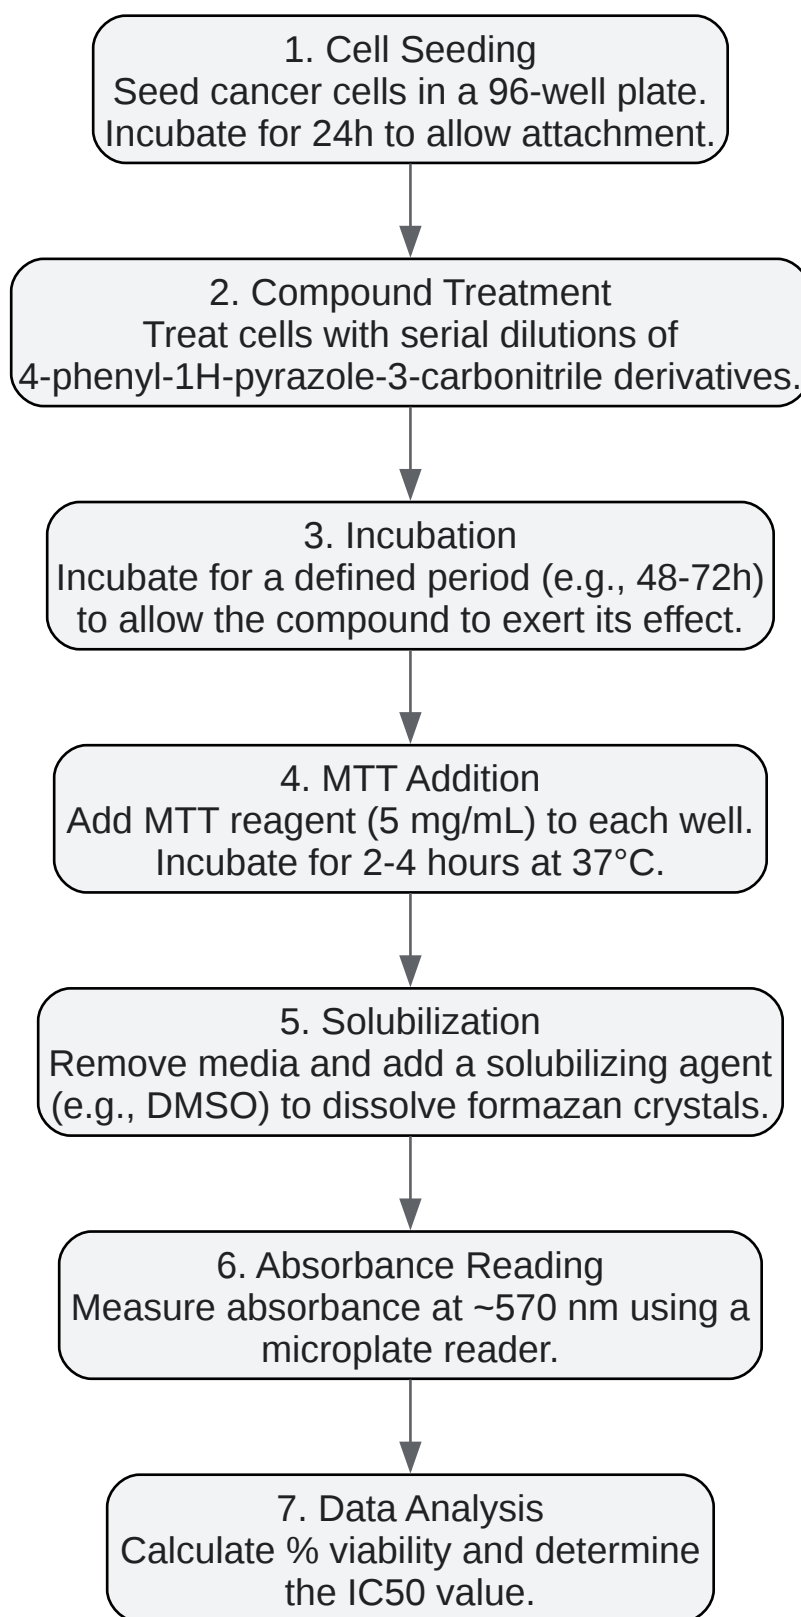 1. Cell Seeding
Seed cancer cells in a 96-well plate.
Incubate for 24h to allow attachment.
2. Compound Treatment
Treat cells with serial dilutions of
4-phenyl-1H-pyrazole-3-carbonitrile derivatives.
3. Incubation
Incubate for a defined period (e.g., 48-72h)
to allow the compound to exert its effect.
4. MTT Addition
Add MTT reagent (5 mg/mL) to each well.
Incubate for 2-4 hours at 37°C.
5. Solubilization
Remove media and add a solubilizing agent
(e.g., DMSO) to dissolve formazan crystals.
6. Absorbance Reading
Measure absorbance at ~570 nm using a
microplate reader.
7. Data Analysis
Calculate % viability and determine
the IC50 value.